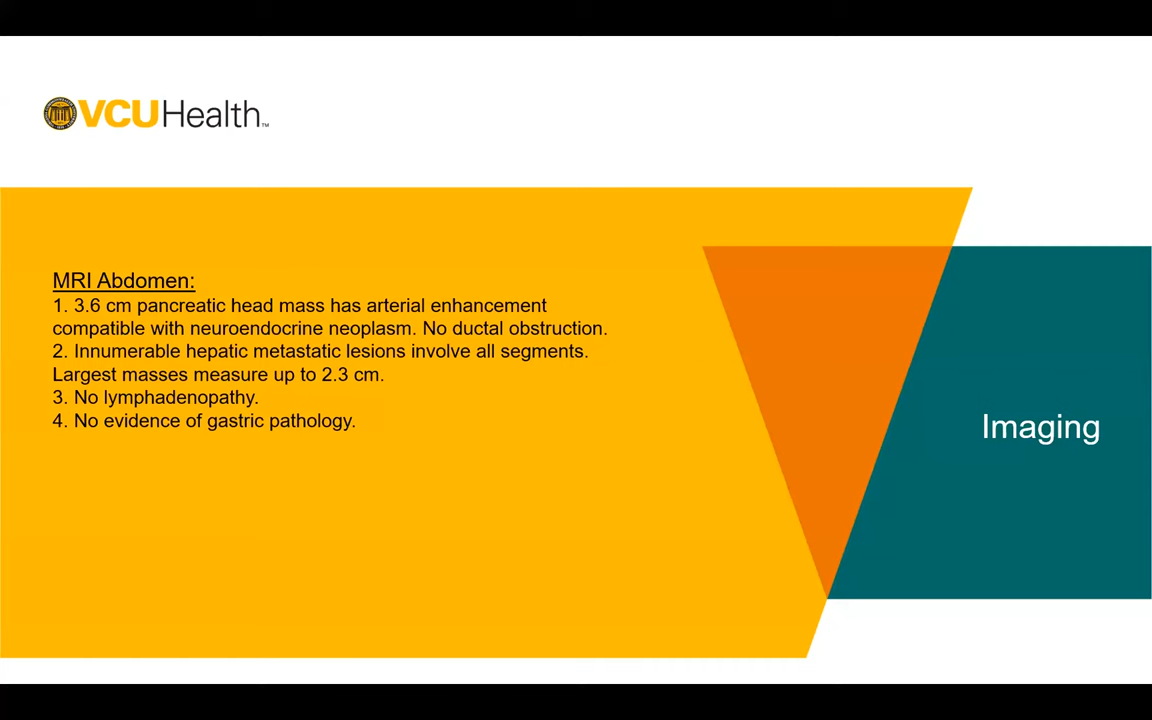 VCUHealth™
MRI Abdomen:
1. 3.6 cm pancreatic head mass has arterial enhancement
compatible with neuroendocrine neoplasm. No ductal obstruction.
2. Innumerable hepatic metastatic lesions involve all segments.
Largest masses measure up to 2.3 cm.
3. No lymphadenopathy.
4. No evidence of gastric pathology.
Imaging